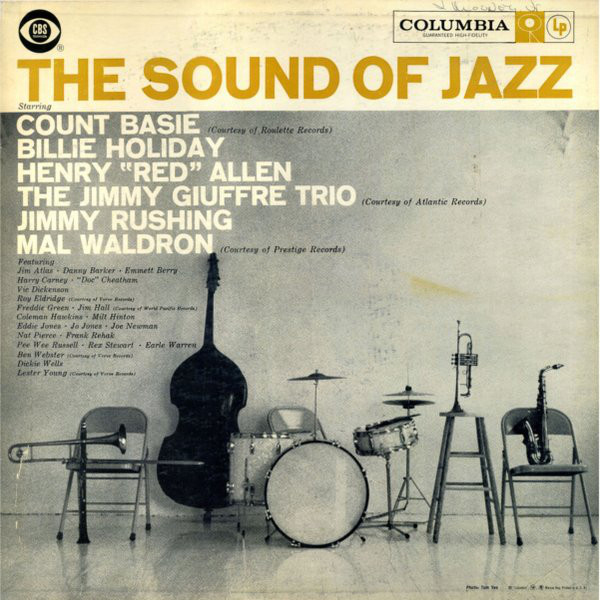 CBS
COLUMBIA
GUARANTEED HIGH-FIDELITY
Lp
THE SOUND OF JAZZ
Starring
COUNT BASIE (Courtesy of Roulette Records)
BILLIE HOLIDAY
HENRY “RED” ALLEN
THE JIMMY GIUFFRE TRIO (Courtesy of Atlantic Records)
JIMMY RUSHING
MAL WALDRON (Courtesy of Prestige Records)
Featuring
Jim Atlas · Danny Barker · Emmett Berry
Harry Carney · “Doc” Cheatham
Vic Dickenson
Roy Eldridge (Courtesy of Verve Records)
Freddie Green · Jim Hall (Courtesy of World Pacific Records)
Coleman Hawkins · Milt Hinton
Eddie Jones · Jo Jones · Joe Newman
Nat Pierce · Frank Rehak
Pee Wee Russell · Rex Stewart · Earle Warren
Ben Webster (Courtesy of Verve Records)
Dickie Wells
Lester Young (Courtesy of Verve Records)
Photo: